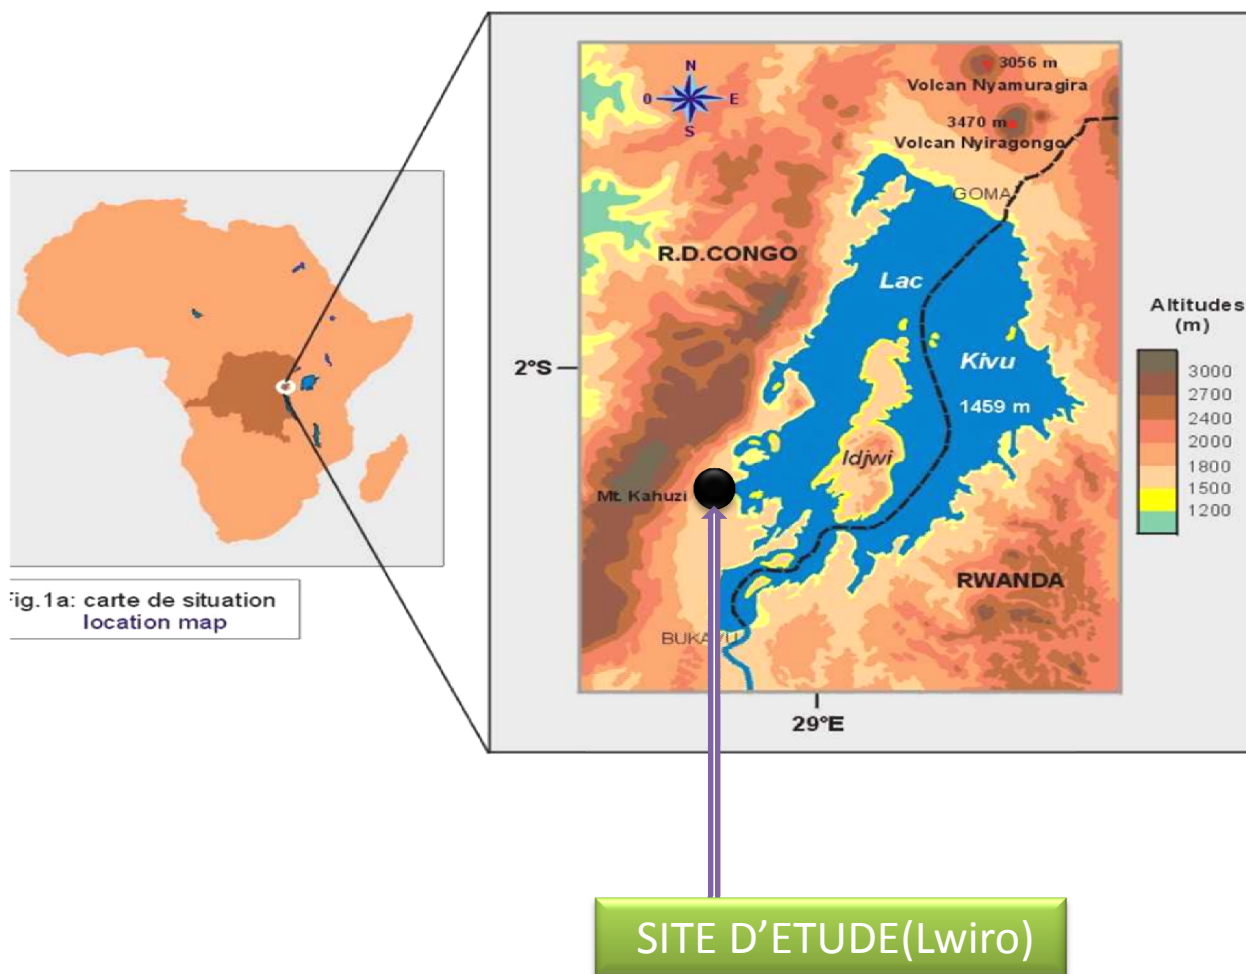 N
O
E
S
3056 m
Volcan Nyamuragira
3470 m
Volcan Nyiragongo
GOMA
R.D.CONGO
Lac
Kivu
1459 m
2°S
Idjwi
Mt. Kahuzi
RWANDA
BUKAVU
29°E
Altitudes
(m)
3000
2700
2400
2000
1800
1500
1200
Fig.1a: carte de situation
location map
SITE D’ETUDE(Lwiro)